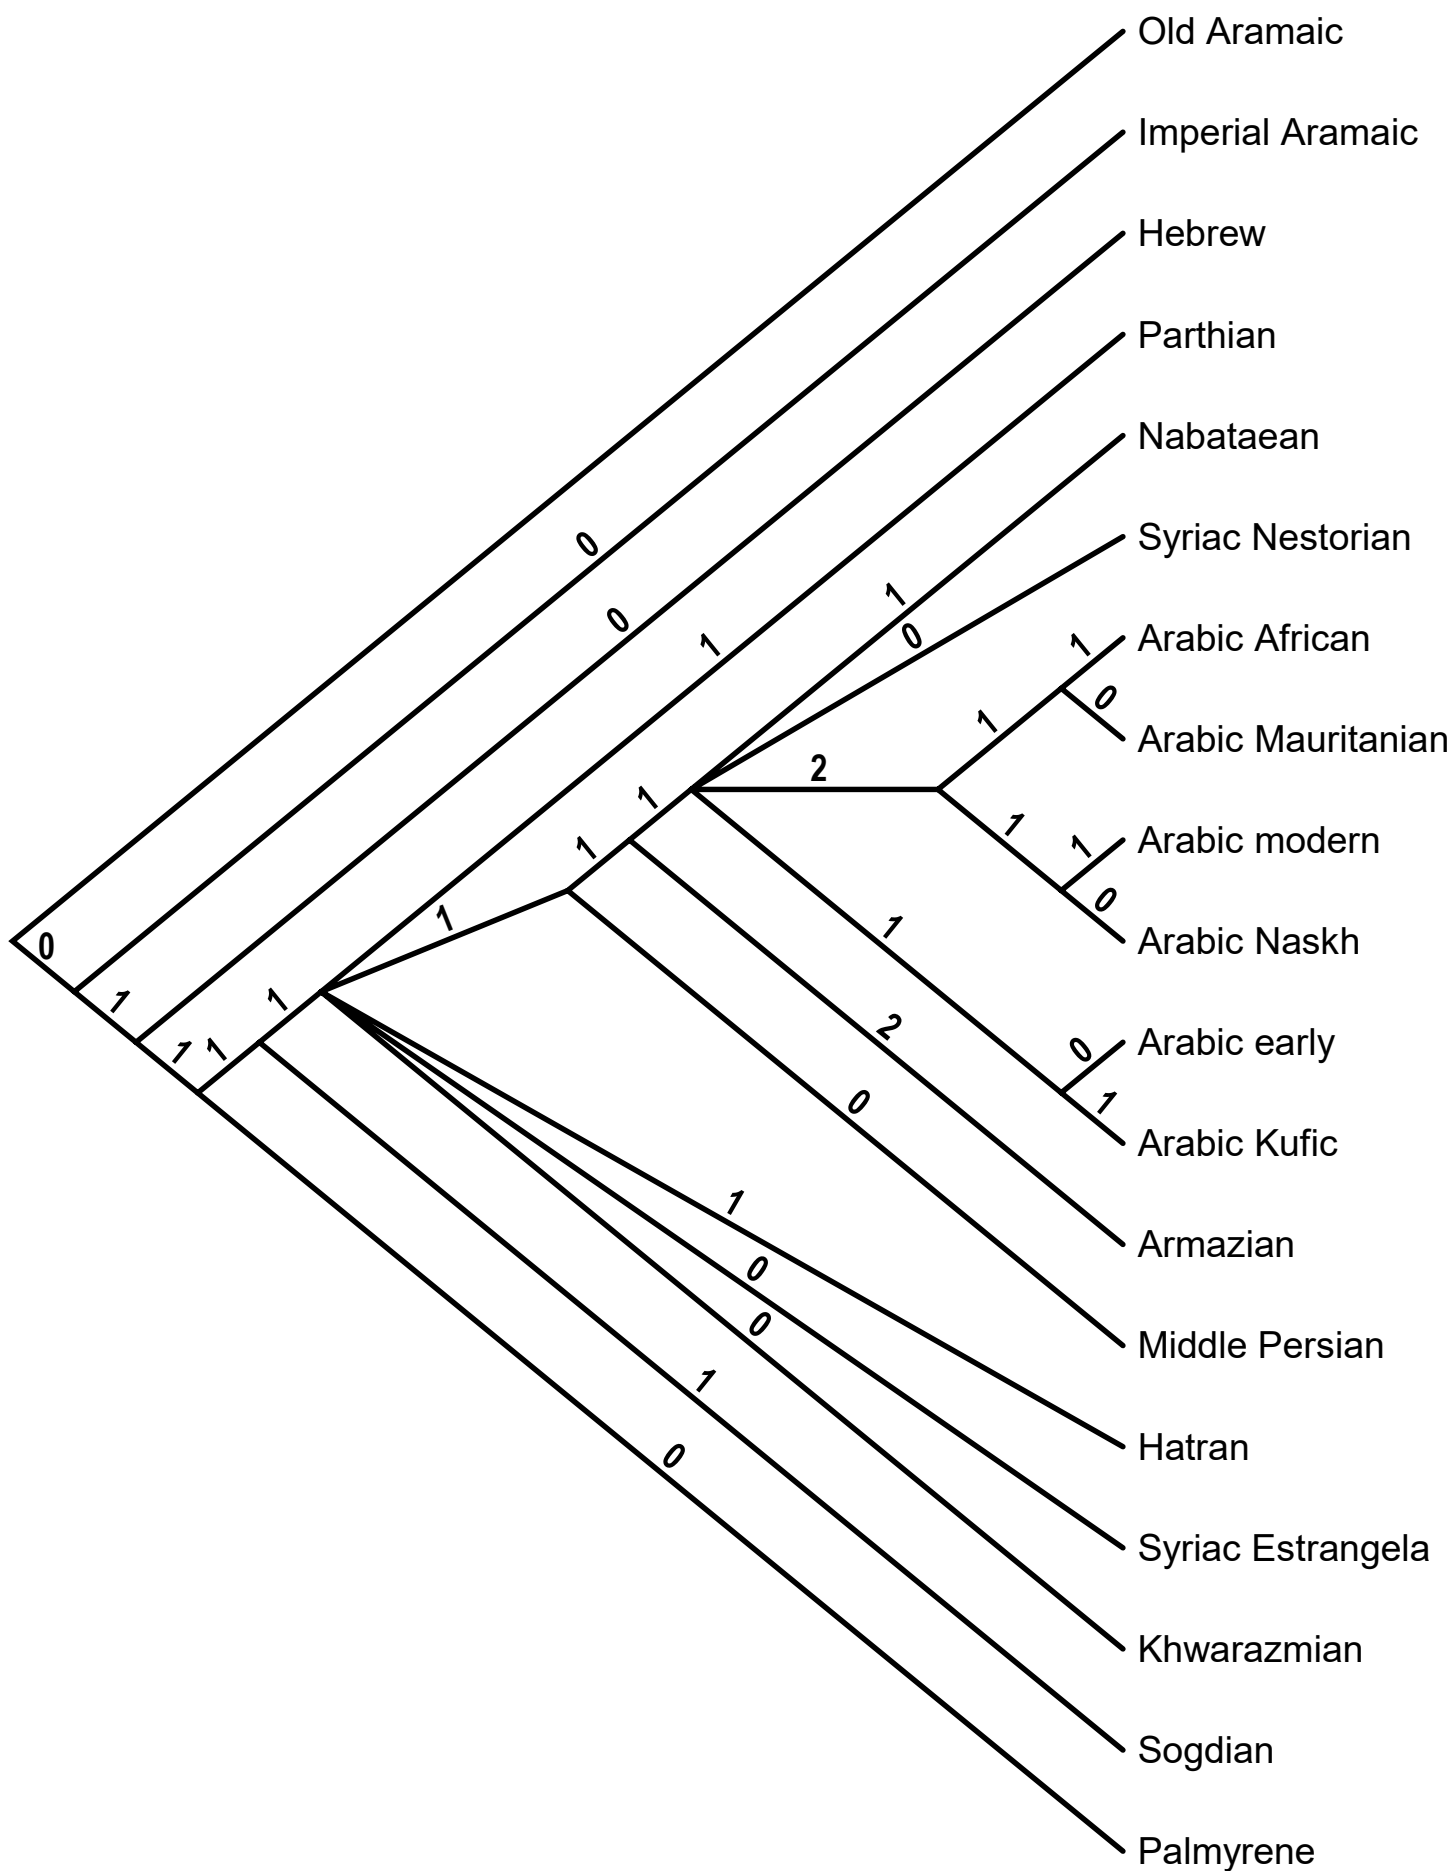 Old Aramaic
Imperial Aramaic
Hebrew
Parthian
Nabataean
0
Syriac Nestorian
1
0
0
1
1
Arabic African
0
1
Arabic Mauritanian
2
1
1
1
1
Arabic modern
0
1
1
Arabic Naskh
0
1
1
1
1
2
0
Arabic early
1
Arabic Kufic
0
1
Armazian
0
0
Middle Persian
1
Hatran
0
Syriac Estrangela
Khwarazmian
Sogdian
Palmyrene